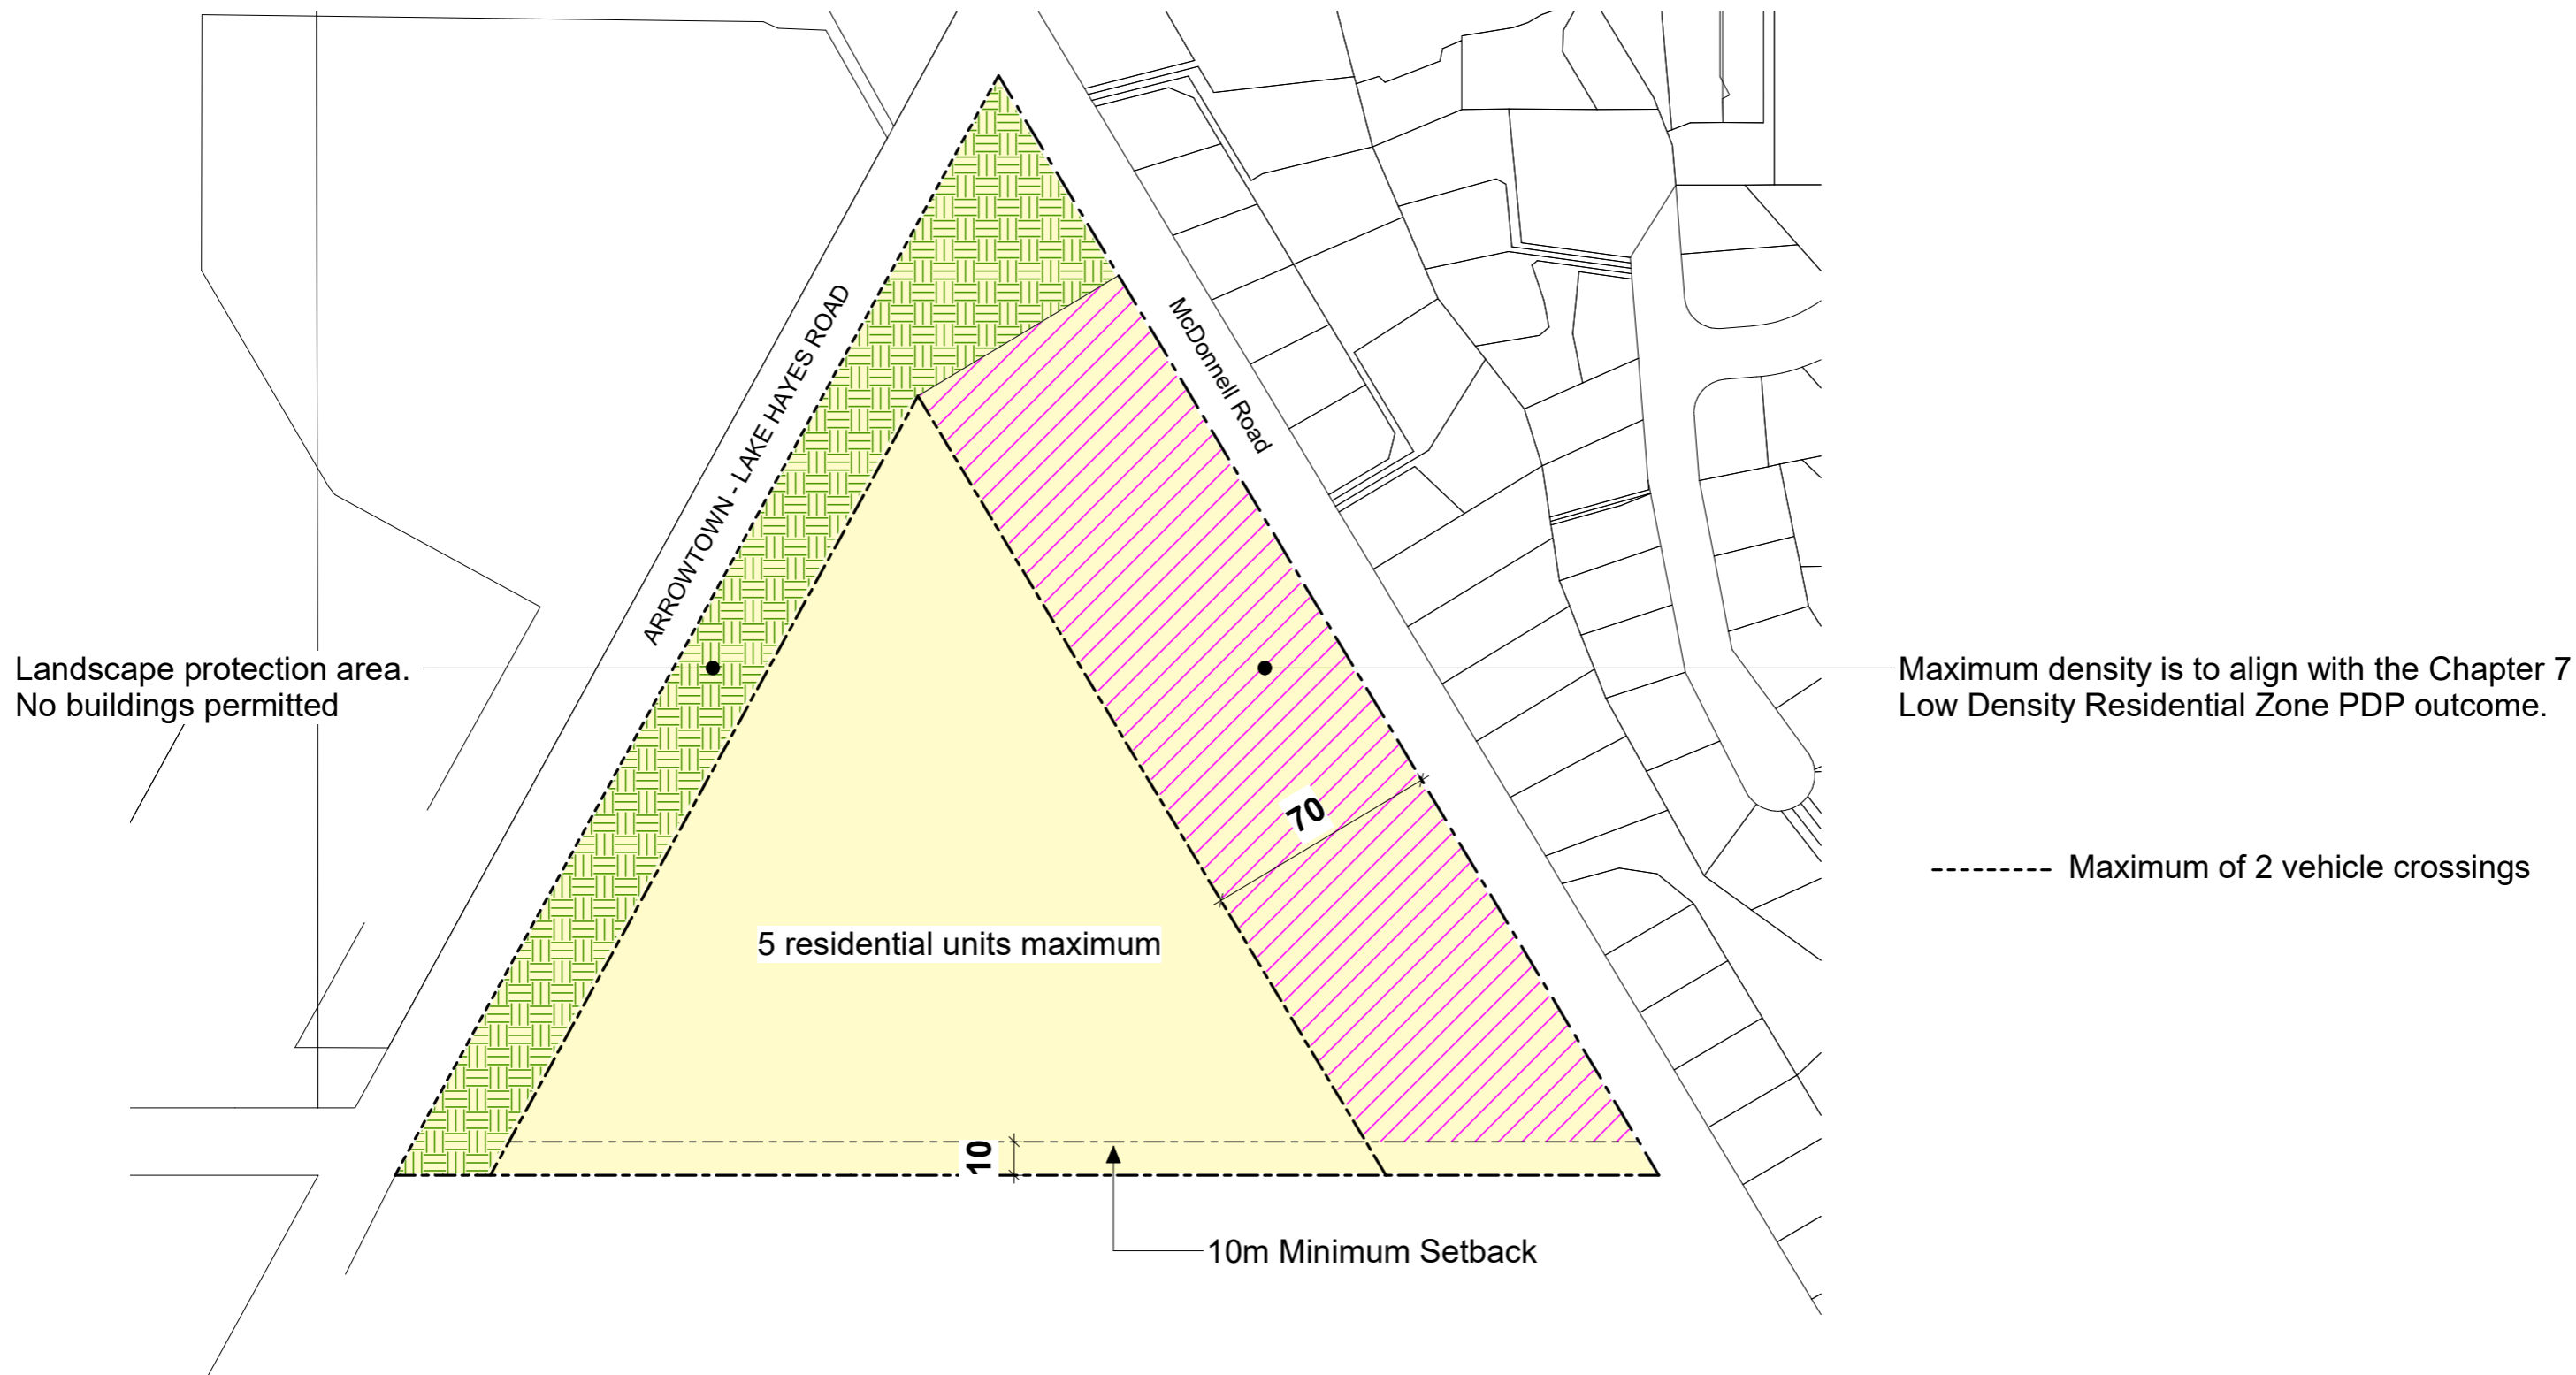 ARROWTOWN - LAKE HAYES ROAD
McDonnell Road
Landscape protection area.
No buildings permitted
Maximum density is to align with the Chapter 7
Low Density Residential Zone PDP outcome.
70
Maximum of 2 vehicle crossings
5 residential units maximum
10
10m Minimum Setback